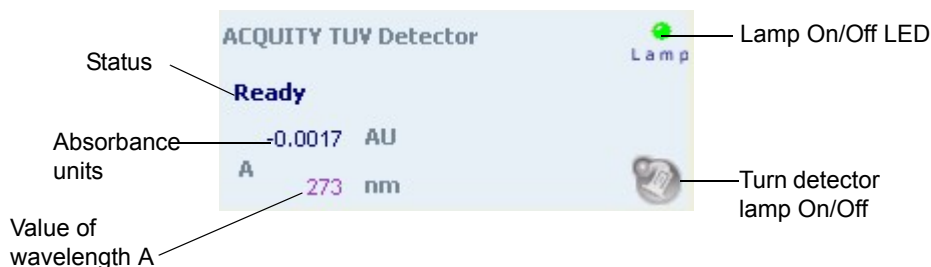 ACQUITY TUV Detector
Lamp
Lamp On/Off LED
Status
Ready
Absorbance
units
-0.0017 AU
A
273 nm
Turn detector
lamp On/Off
Value of
wavelength A